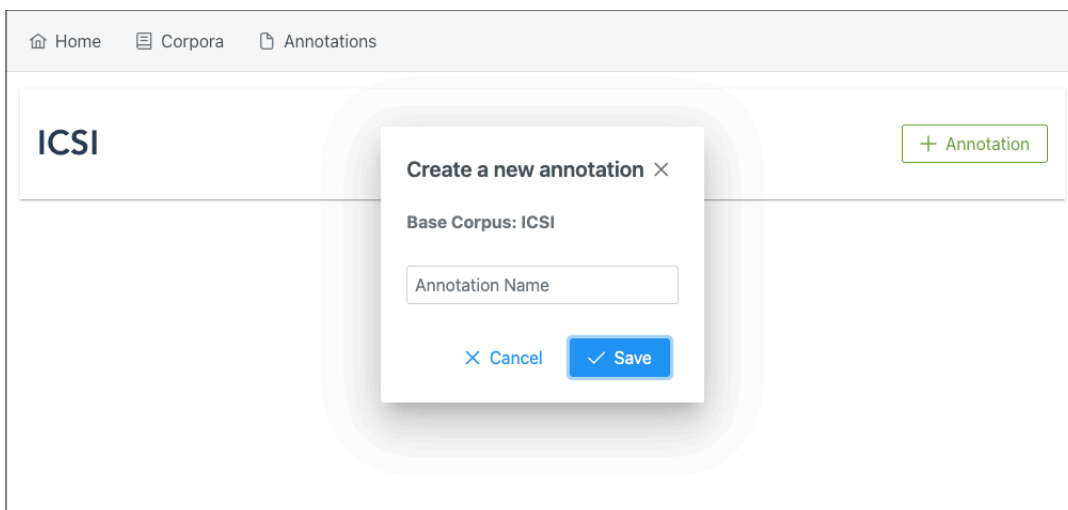 Home Corpora Annotations
ICSI
+ Annotation
Create a new annotation ×
Base Corpus: ICSI
Annotation Name
× Cancel ✓ Save